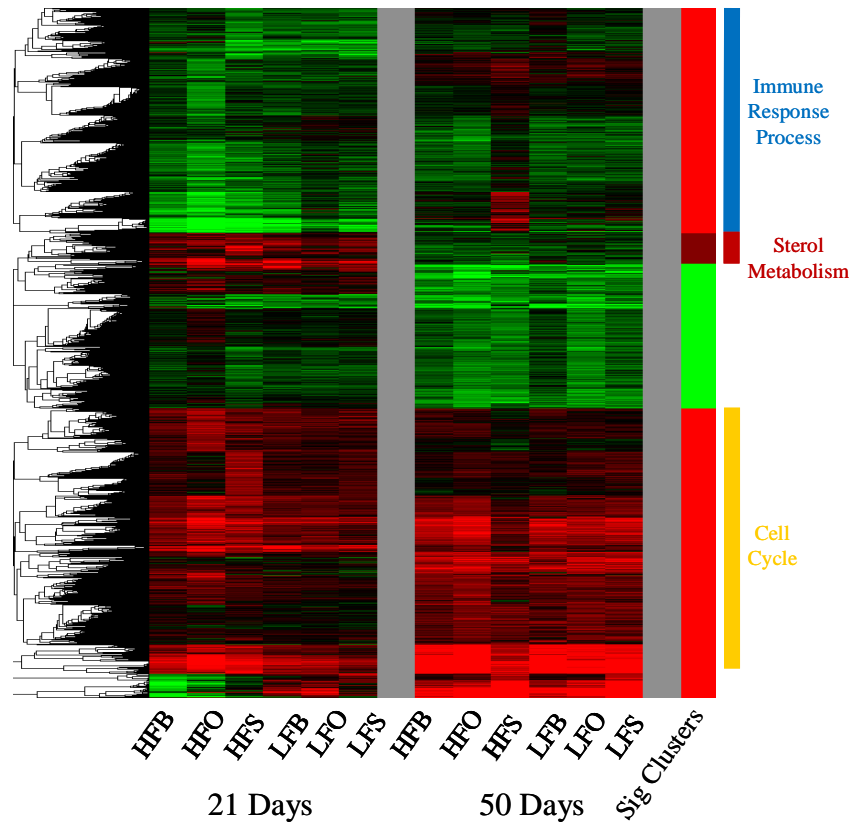 Immune
Response
Process
Sterol
Metabolism
Cell
Cycle
HFB
HFO
HFS
LFB
LFO
LFS
HFB
HFO
HFS
LFB
LFO
LFS
Sig Clusters
21 Days
50 Days